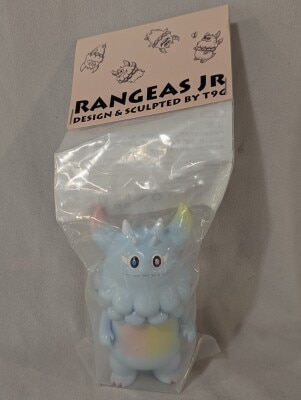 RANGEAS JR
DESIGN & SCULPTED BY T9G